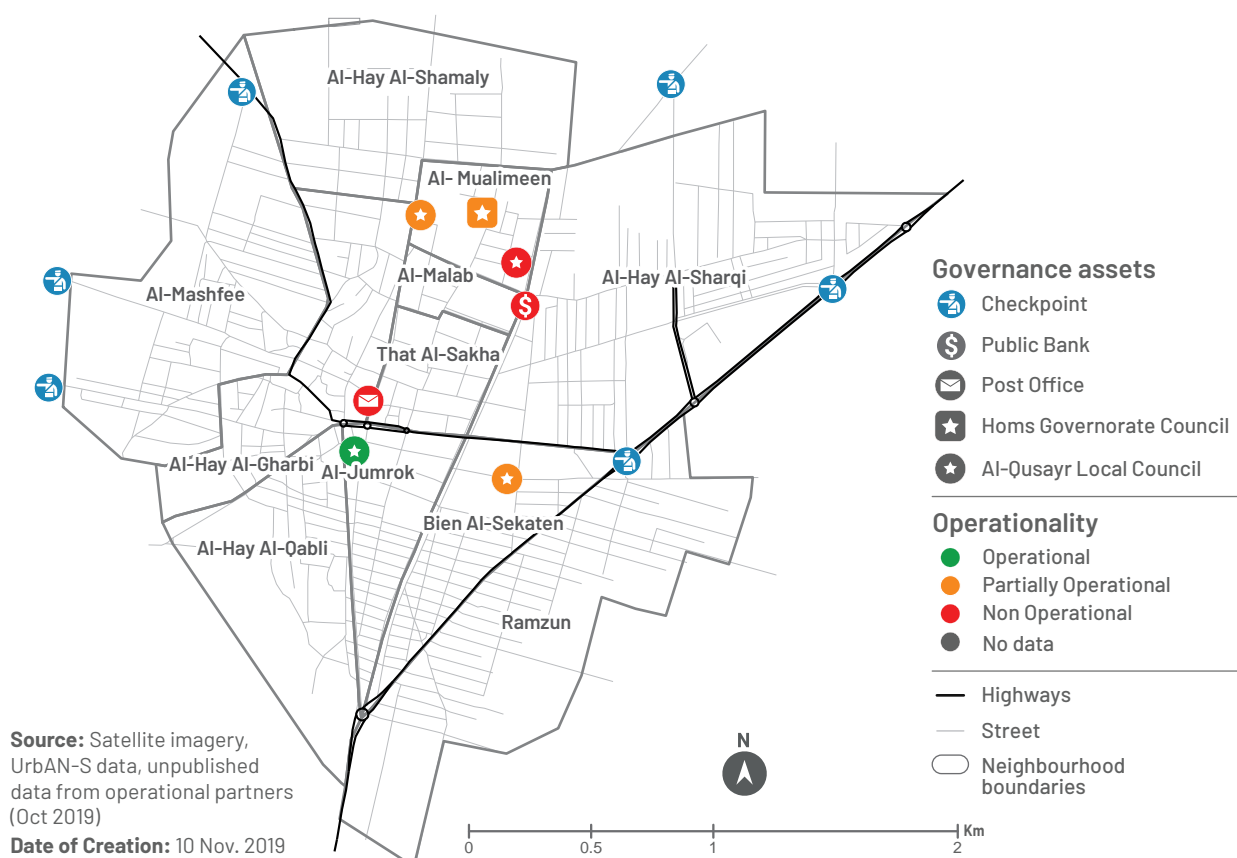 Al-Hay Al-Shamaly
Al- Mualimeen
Al-Malab
Al-Hay Al-Sharqi
Al-Mashfee
That Al-Sakha
Al-Hay Al-Gharbi
Al-Jumrok
Bien Al-Sekaten
Al-Hay Al-Qabli
Ramzun
Governance assets
Checkpoint
$ Public Bank
Post Office
Homs Governorate Council
Al-Qusayr Local Council
Operationality
Operational
Partially Operational
Non Operational
No data
Highways
Street
Neighbourhood
boundaries
$
Source: Satellite imagery,
UrbAN-S data, unpublished
data from operational partners
(Oct 2019)
Date of Creation: 10 Nov. 2019
N
0 0.5 1 2 Km